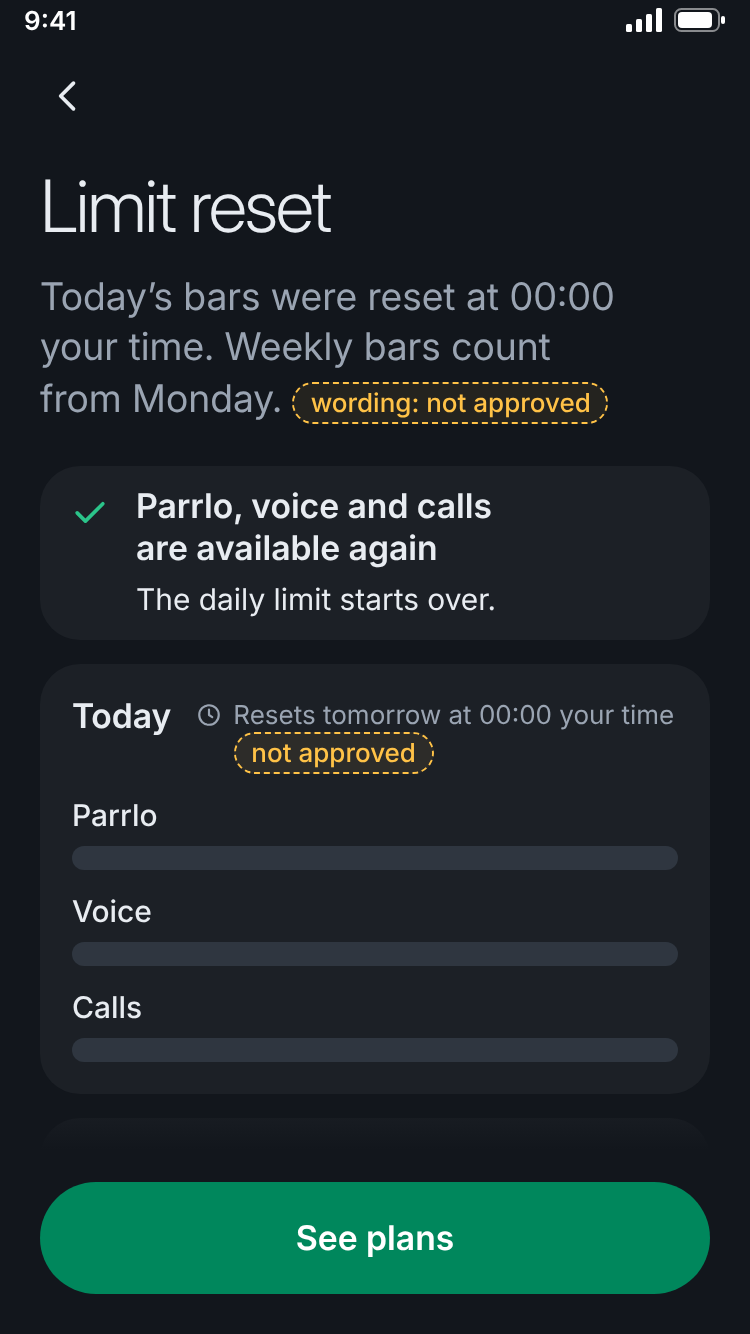 9:41
Limit reset
Today’s bars were reset at 00:00
your time. Weekly bars count
from Monday. wording: not approved
Parrlo, voice and calls
are available again
The daily limit starts over.
Today Resets tomorrow at 00:00 your time
not approved
Parrlo
Voice
Calls
See plans